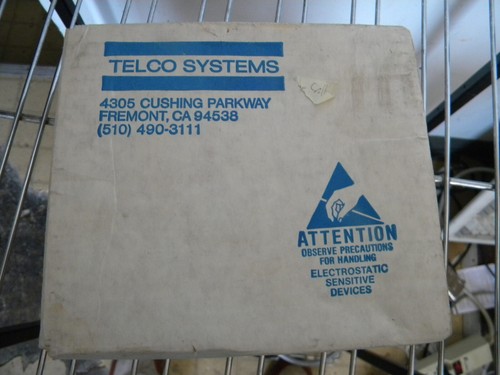 TELCO SYSTEMS
4305 CUSHING PARKWAY
FREMONT, CA 94538
(510) 490-3111
ATTENTION
OBSERVE PRECAUTIONS
FOR HANDLING
ELECTROSTATIC
SENSITIVE
DEVICES